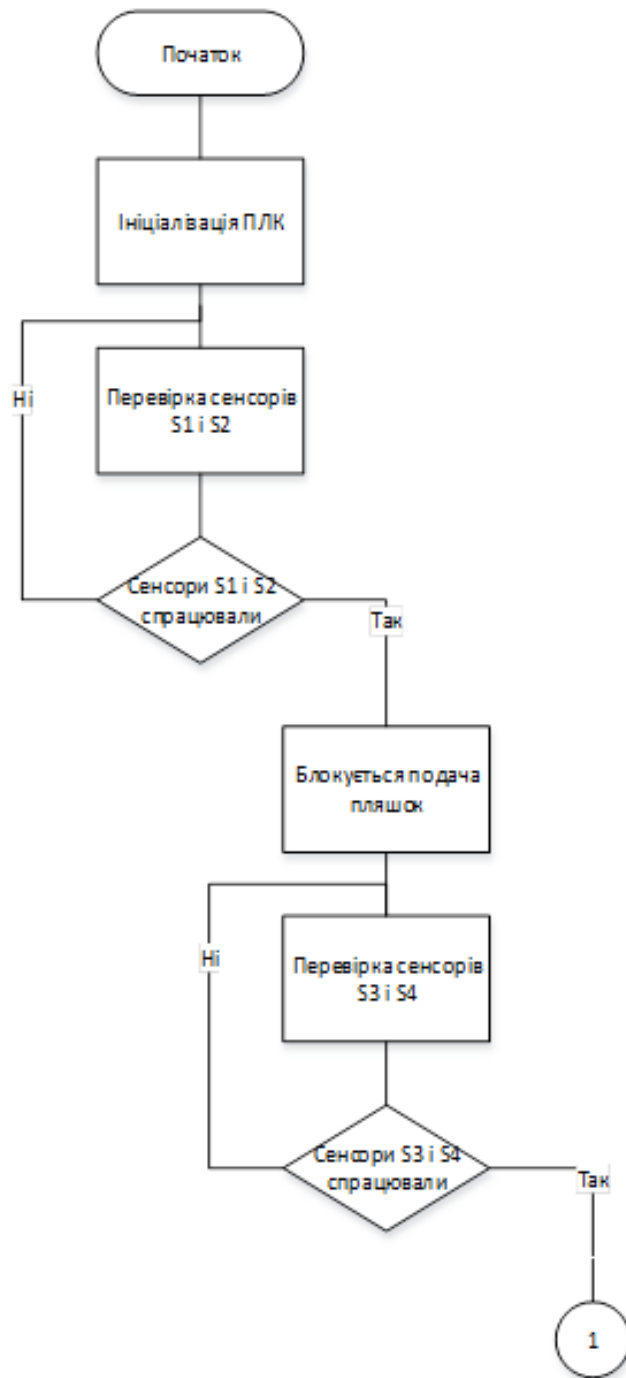 Початок
Ініціалівація ПЛК
Ні
Перевірка сенсорів
S1 і S2
Сенсори S1 і S2
спрацювали
Так
Блокується подача
пляшок
Ні
Перевірка сенсорів
S3 і S4
Сенсори S3 і S4
спрацювали
Так
1